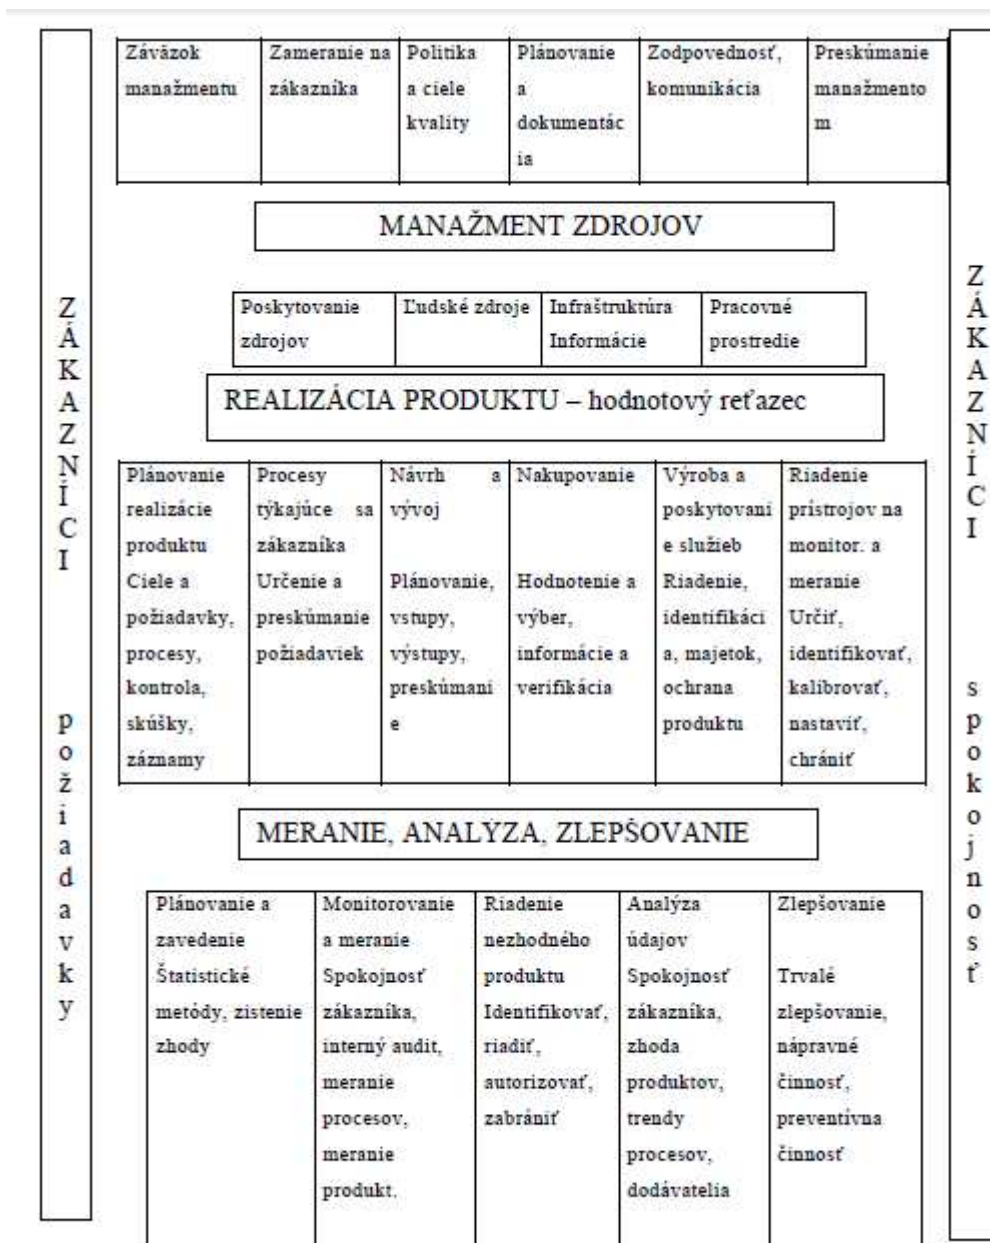 ZÁKAZNÍCI požiadavky
Záväzok
manažmentu
Zameranie na
zákazníka
Politika
a ciele
kvality
Plánovanie
a
dokumentác
ia
Zodpovednosť,
komunikácia
Preskúmanie
manažmento
m
MANAŽMENT ZDROJOV
Poskytovanie
zdrojov
Ľudské zdroje
Infraštruktúra
Informácie
Pracovné
prostredie
REALIZÁCIA PRODUKTU – hodnotový reťazec
Plánovanie
realizácie
produktu
Ciele a
požiadavky,
procesy,
kontrola,
skúšky,
záznamy
Procesy
týkajúce sa
zákazníka
Určenie a
preskúmanie
požiadaviek
Návrh a
vývoj
Plánovanie,
vstupy,
výstupy,
preskúmani
e
Nakupovanie
Hodnotenie a
výber,
informácie a
verifikácia
Výroba a
poskytovani
e služieb
Riadenie,
identifikáci
a, majetok,
ochrana
produktu
Riadenie
prístrojov na
monitor. a
meranie
Určiť,
identifikovať,
kalibrovať,
nastaviť,
chrániť
MERANIE, ANALÝZA, ZLEPŠOVANIE
Plánovanie a
zavedenie
Štatistické
metódy, zistenie
zhody
Monitorovanie
a meranie
Spokojnosť
zákazníka,
interný audit,
meranie
procesov,
meranie
produkt.
Riadenie
nezhodného
produktu
Identifikovať,
riadiť,
autorizovať,
zabrániť
Analýza
údajov
Spokojnosť
zákazníka,
zhoda
produktov,
trendy
procesov,
dodávatelia
Zlepšovanie
Trvalé
zlepšovanie,
nápravné
činnosť,
preventívna
činnosť
ZÁKAZNÍCI spokojnosť